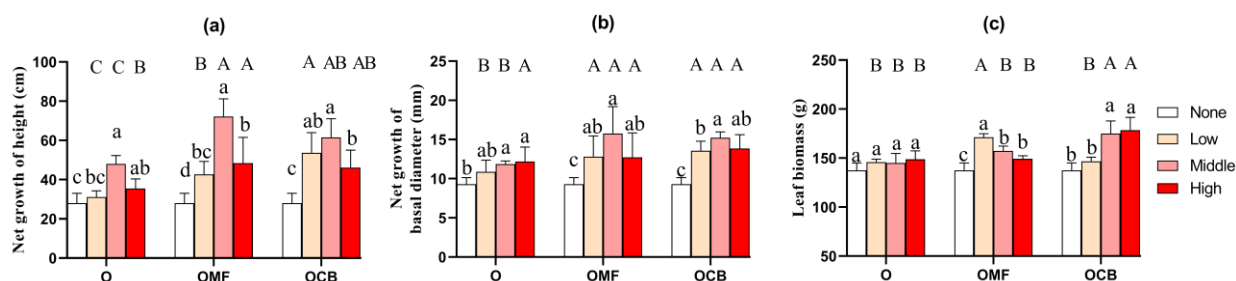 (a)
Net growth of height (cm)
100
80
60
40
20
0
C C B
B A A
A AB AB
c bc a ab
d bc a b
c ab a b
O OMF OCB
(b)
Net growth of
basal diameter (mm)
25
20
15
10
5
0
B B A
A A A
A A A
b ab a a
c ab a ab
b a a ab
O OMF OCB
(c)
Leaf biomass (g)
250
200
150
100
50
B B B
A B B
B A A
a a a a
c a b b
b b a a
O OMF OCB
None
Low
Middle
High